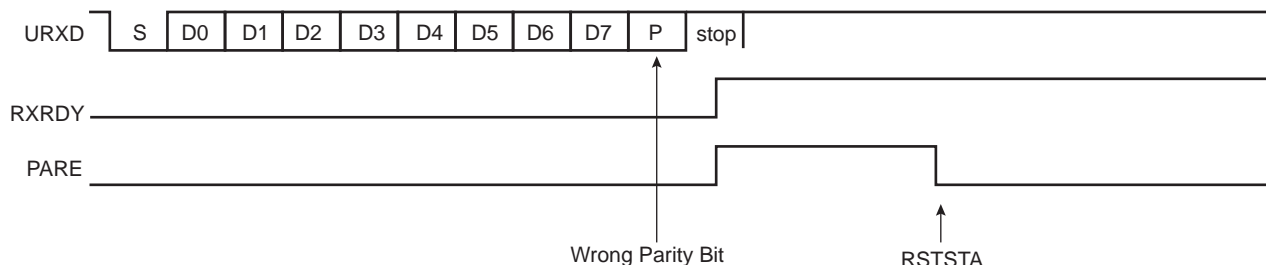 URXD S D0 D1 D2 D3 D4 D5 D6 D7 P stop
RXRDY
PARE
Wrong Parity Bit RSTSTA